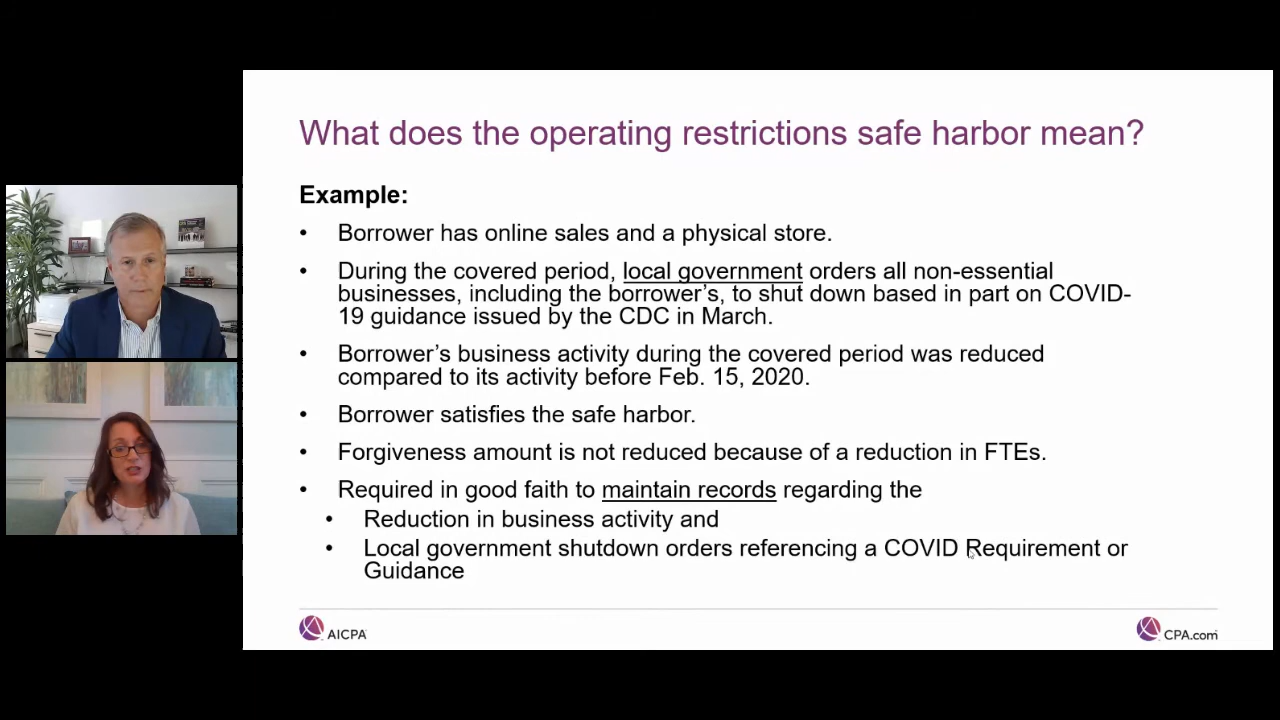 What does the operating restrictions safe harbor mean?
Example:
• Borrower has online sales and a physical store.
• During the covered period, local government orders all non-essential
businesses, including the borrower's, to shut down based in part on COVID-
19 guidance issued by the CDC in March.
• Borrower's business activity during the covered period was reduced
compared to its activity before Feb. 15, 2020.
• Borrower satisfies the safe harbor.
• Forgiveness amount is not reduced because of a reduction in FTEs.
• Required in good faith to maintain records regarding the
• Reduction in business activity and
• Local government shutdown orders referencing a COVID Requirement or
Guidance
AICPA
CPA.com